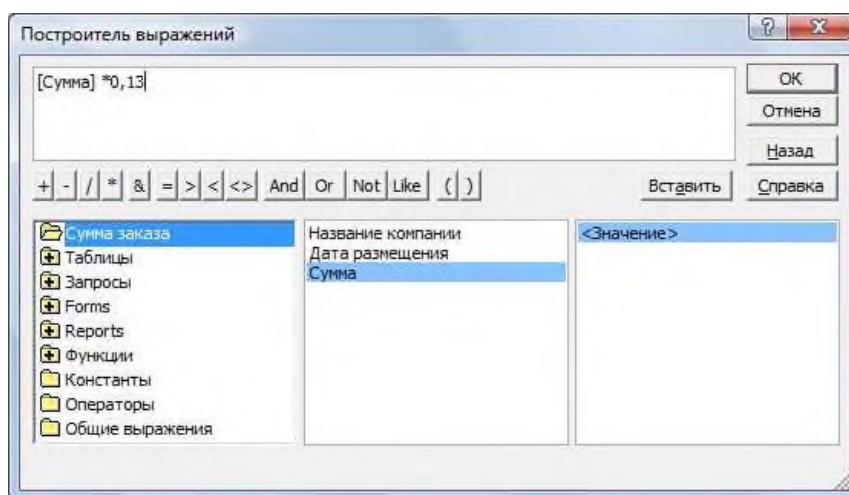 Построитель выражений
?
X
[Сумма] *0,13
OK
Отмена
Назад
+ - / * & = > < <> And Or Not Like ( )
Вставить
Справка
Сумма заказа
Таблицы
Запросы
Forms
Reports
Функции
Константы
Операторы
Общие выражения
Название компании
Дата размещения
Сумма
<Значение>